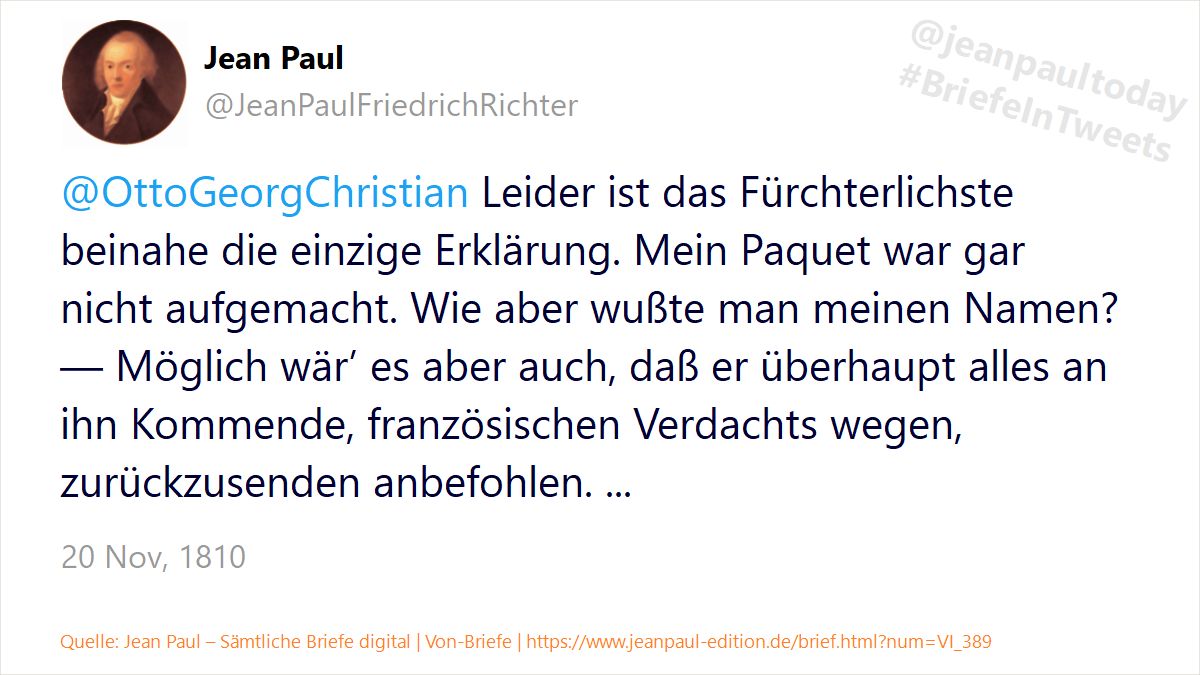 Jean Paul
@JeanPaulFriedrichRichter
@jeanpaultoday
#BriefeInTweets
@OttoGeorgChristian Leider ist das Fürchterlichste
beinahe die einzige Erklärung. Mein Paquet war gar
nicht aufgemacht. Wie aber wußte man meinen Namen?
— Möglich wär’ es aber auch, daß er überhaupt alles an
ihn Kommende, französischen Verdachts wegen,
zurückzusenden anbefohlen. ...
20 Nov, 1810
Quelle: Jean Paul – Sämtliche Briefe digital | Von-Briefe | https://www.jeanpaul-edition.de/brief.html?num=VI_389